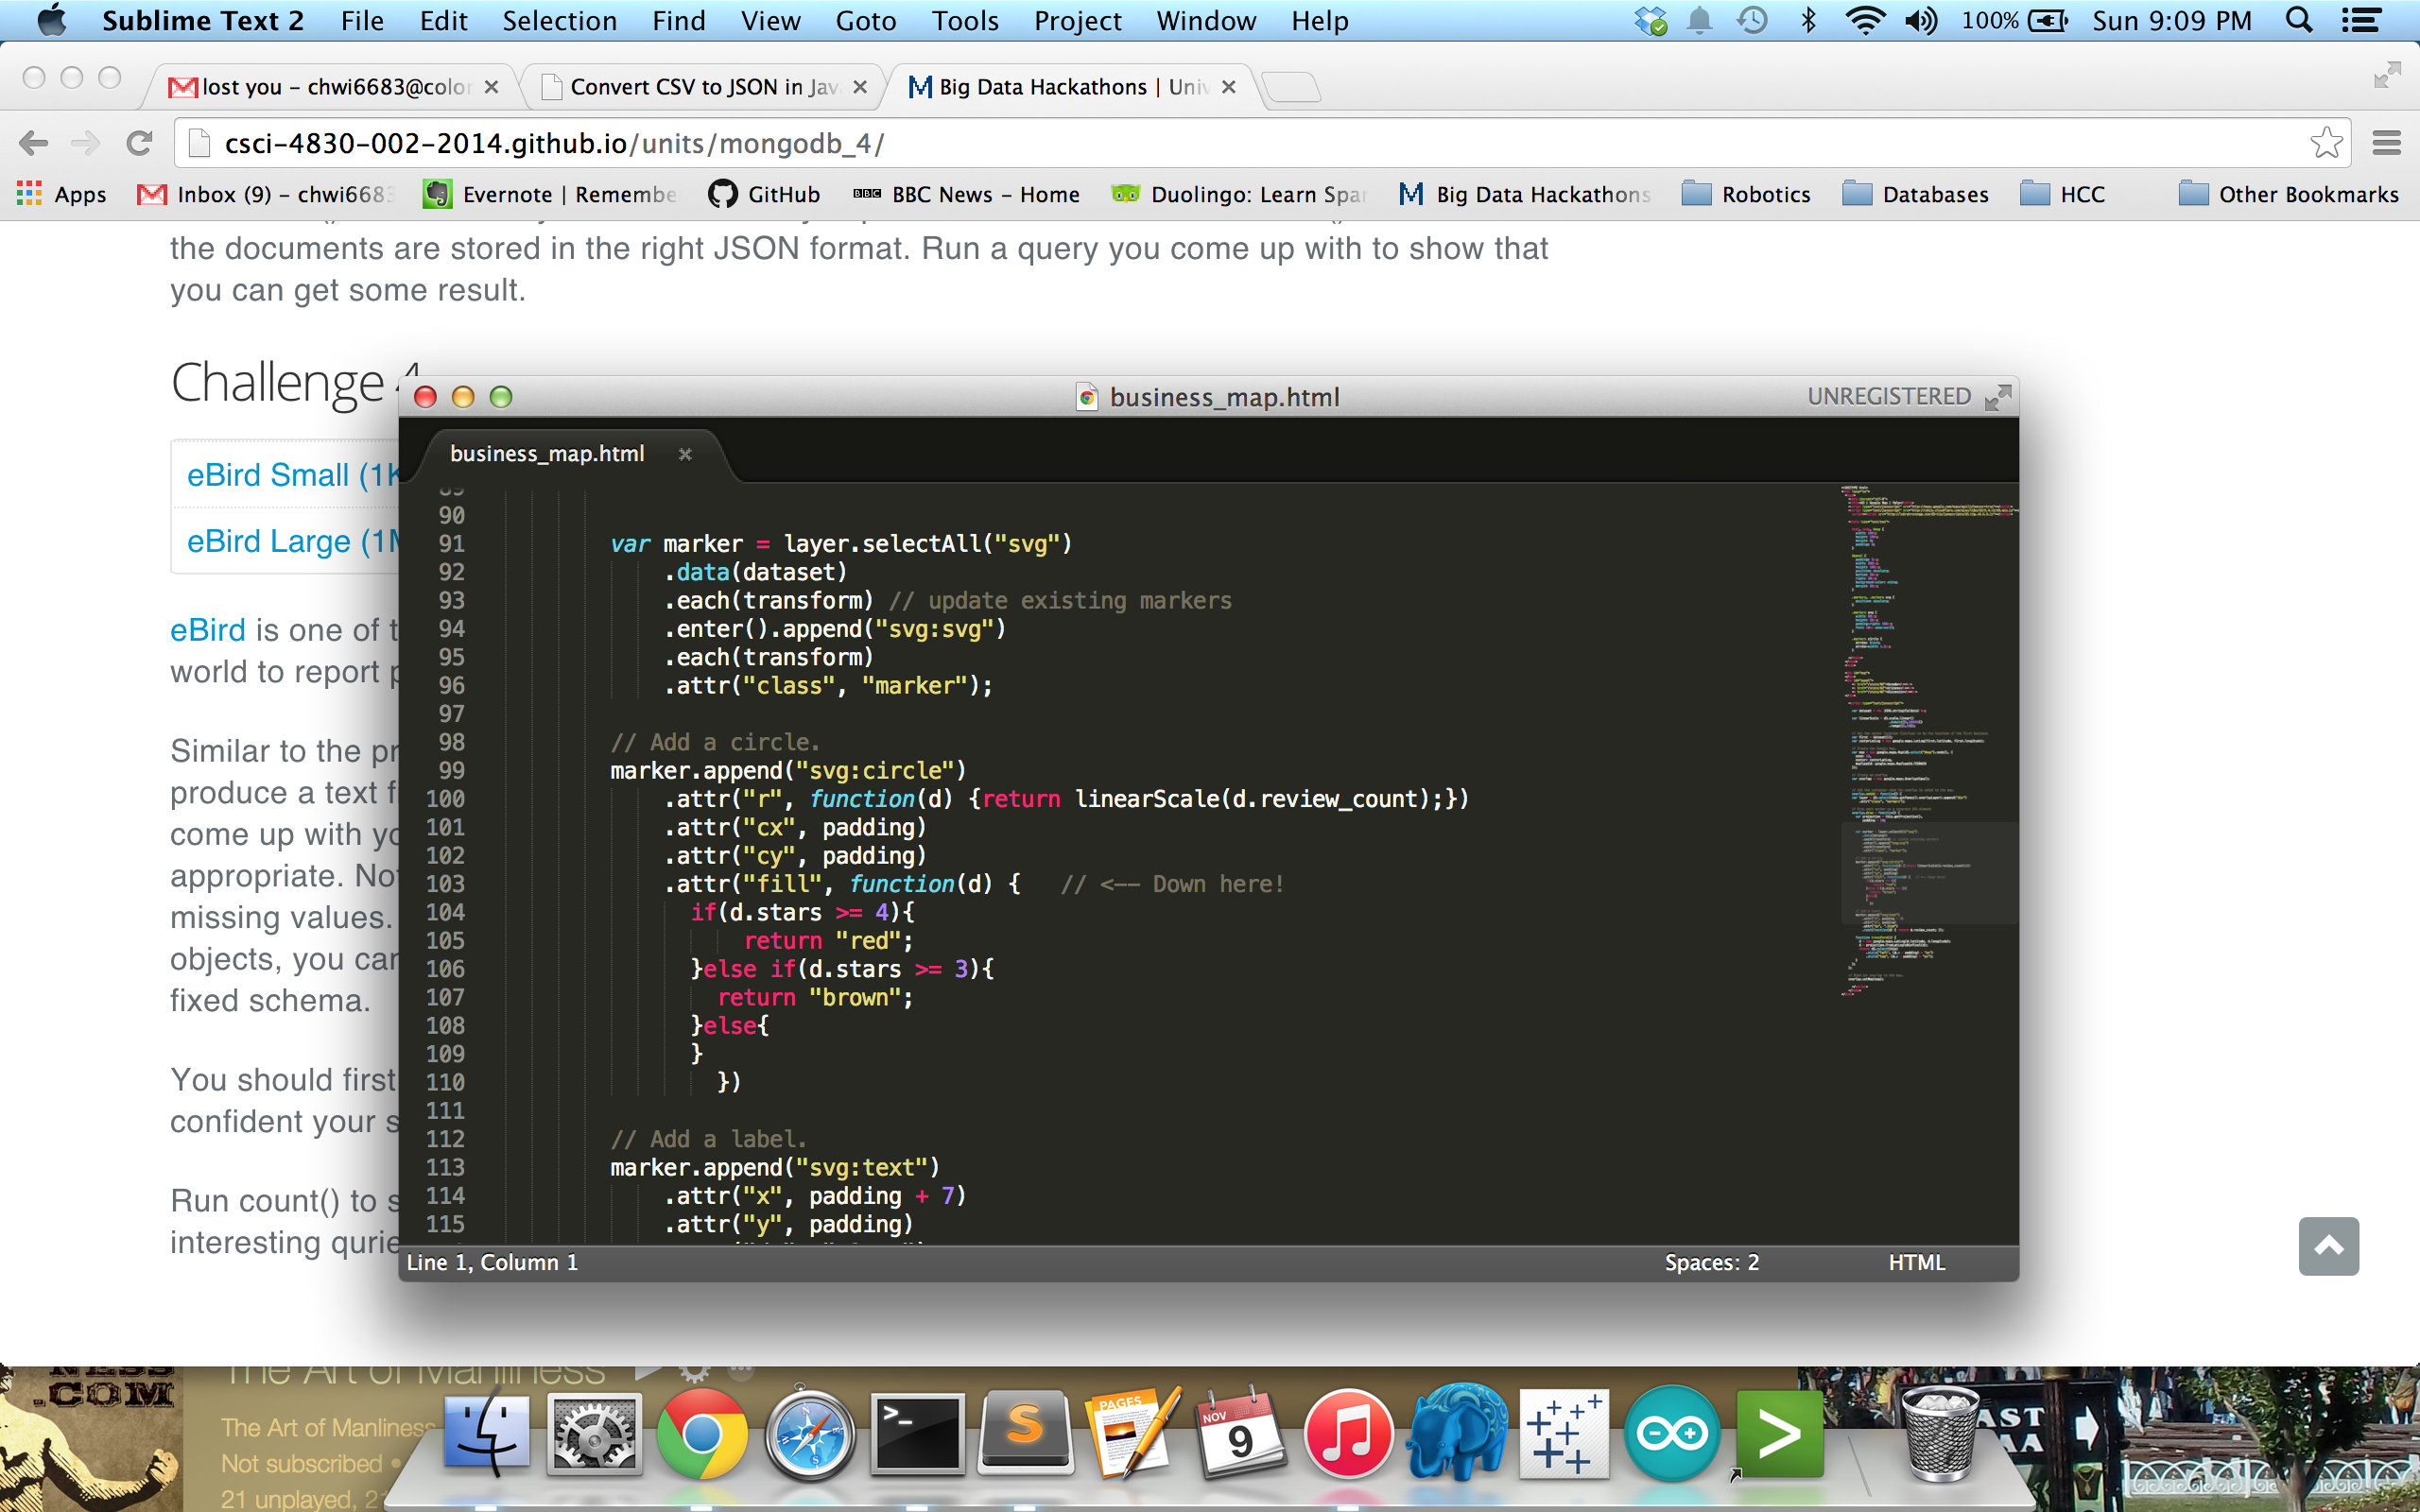 Sublime Text 2 File Edit Selection Find View Goto Tools Project Window Help 100% Sun 9:09 PM
lost you – chwi6683@color
Convert CSV to JSON in Jav
Big Data Hackathons | Univ
csci-4830-002-2014.github.io/units/mongodb_4/
Apps Inbox (9) – chwi6683 Evernote | Remembe GitHub BBC BBC News – Home Duolingo: Learn Spar Big Data Hackathons Robotics Databases HCC Other Bookmarks
the documents are stored in the right JSON format. Run a query you come up with to show that
you can get some result.
Challenge 4
eBird Small (1K
eBird Large (1M
eBird is one of t
world to report p
Similar to the pr
produce a text fi
come up with yo
appropriate. Not
missing values.
objects, you can
fixed schema.
You should first
confident your s
Run count() to s
interesting qurie
business_map.html
UNREGISTERED
business_map.html
89
90
91 var marker = layer.selectAll("svg")
92 .data(dataset)
93 .each(transform) // update existing markers
94 .enter().append("svg:svg")
95 .each(transform)
96 .attr("class", "marker");
97
98 // Add a circle.
99 marker.append("svg:circle")
100 .attr("r", function(d) {return linearScale(d.review_count);})
101 .attr("cx", padding)
102 .attr("cy", padding)
103 .attr("fill", function(d) { // <-- Down here!
104 if(d.stars >= 4){
105 return "red";
106 }else if(d.stars >= 3){
107 return "brown";
108 }else{
109 }
110 })
111
112 // Add a label.
113 marker.append("svg:text")
114 .attr("x", padding + 7)
115 .attr("y", padding)
Line 1, Column 1 Spaces: 2 HTML
NESS
.COM
The Art of Manliness
The Art of Manliness
Not subscribed •
21 unplayed, 21
>_
S
PAGES
NOV
9
AST